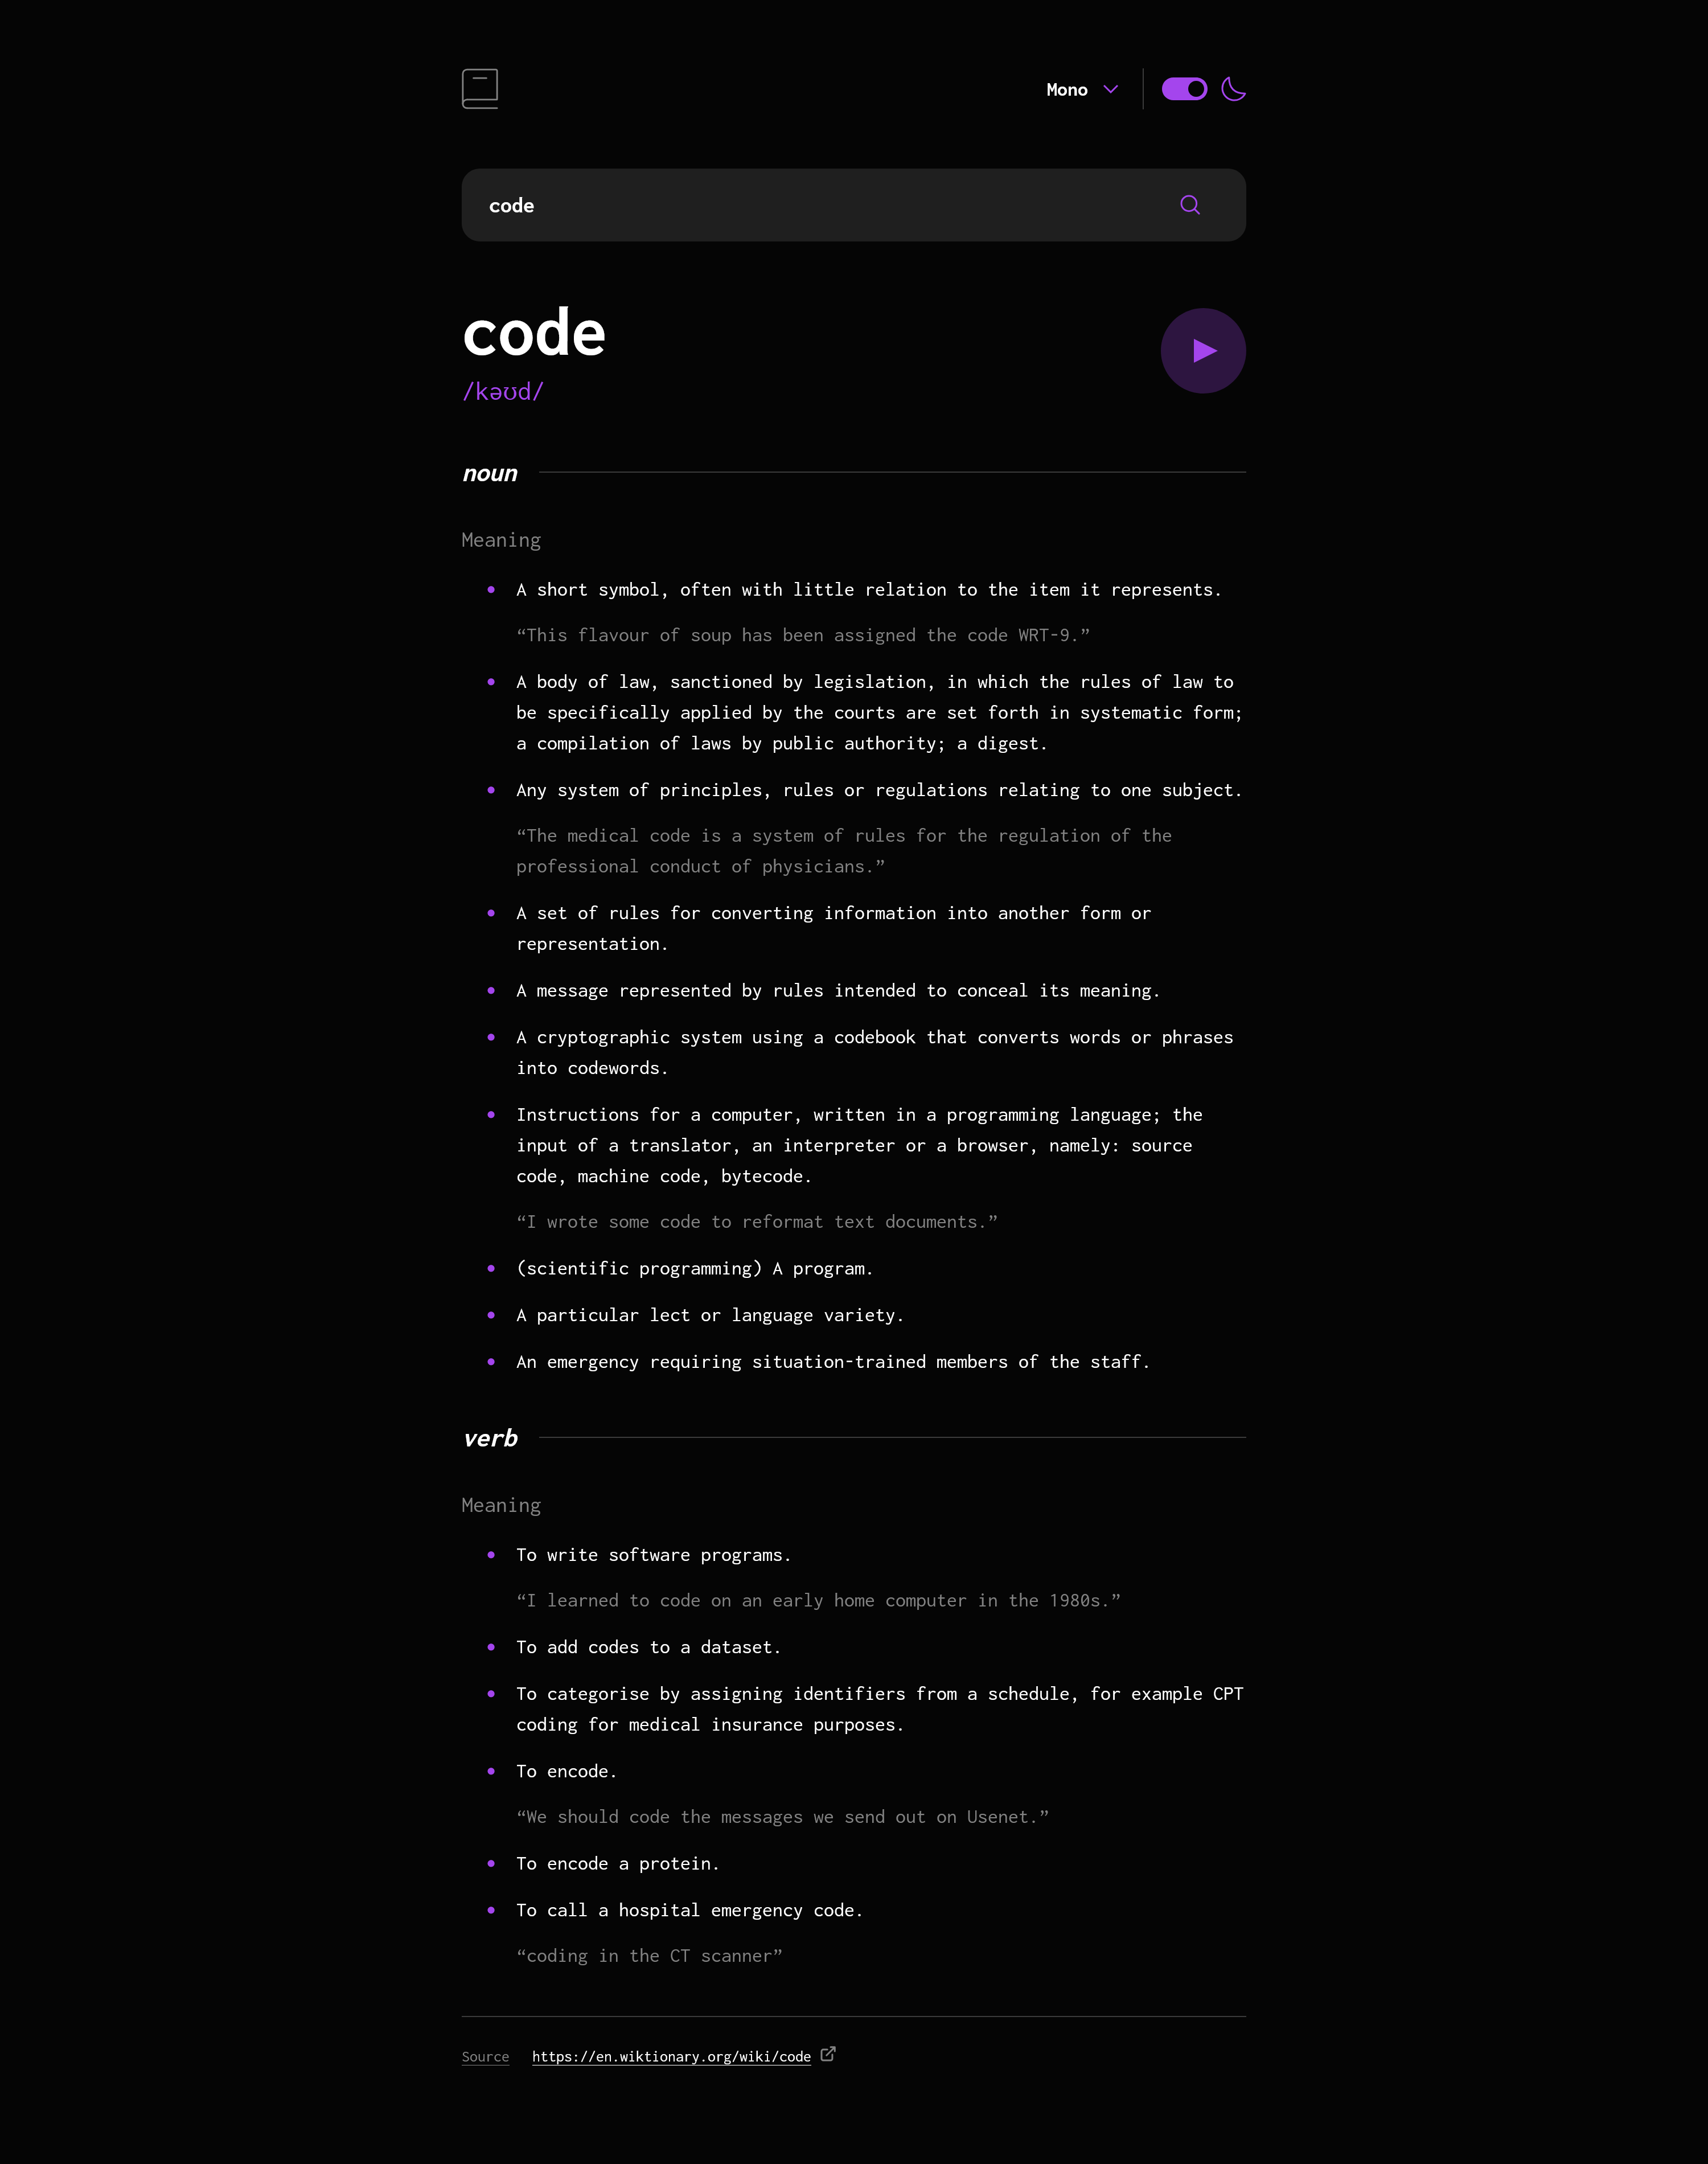 Mono
code
code
/kəʊd/
noun
Meaning
A short symbol, often with little relation to the item it represents.
“This flavour of soup has been assigned the code WRT-9.”
A body of law, sanctioned by legislation, in which the rules of law to
be specifically applied by the courts are set forth in systematic form;
a compilation of laws by public authority; a digest.
Any system of principles, rules or regulations relating to one subject.
“The medical code is a system of rules for the regulation of the
professional conduct of physicians.”
A set of rules for converting information into another form or
representation.
A message represented by rules intended to conceal its meaning.
A cryptographic system using a codebook that converts words or phrases
into codewords.
Instructions for a computer, written in a programming language; the
input of a translator, an interpreter or a browser, namely: source
code, machine code, bytecode.
“I wrote some code to reformat text documents.”
(scientific programming) A program.
A particular lect or language variety.
An emergency requiring situation-trained members of the staff.
verb
Meaning
To write software programs.
“I learned to code on an early home computer in the 1980s.”
To add codes to a dataset.
To categorise by assigning identifiers from a schedule, for example CPT
coding for medical insurance purposes.
To encode.
“We should code the messages we send out on Usenet.”
To encode a protein.
To call a hospital emergency code.
“coding in the CT scanner”
Source https://en.wiktionary.org/wiki/code